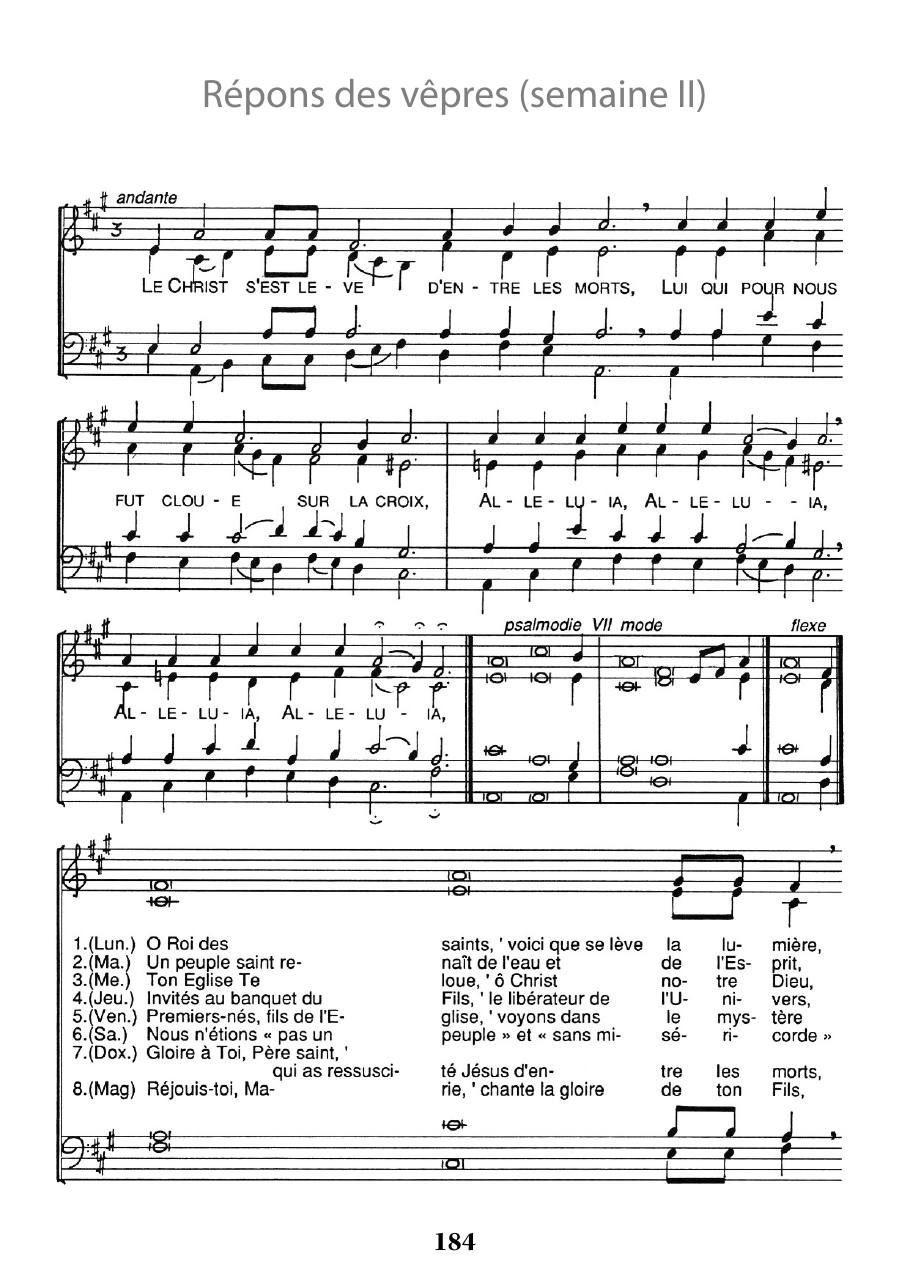 Répons des vêpres (semaine II)
andante
3
LE CHRIST S'EST LE - VE D'EN - TRE LES MORTS, LUI QUI POUR NOUS
3
FUT CLOU - E SUR LA CROIX, AL - LE - LU - IA, AL - LE - LU - - IA,
psalmodie VII mode flexe
AL - LE - LU - IA, AL - LE - LU - IA,
1.(Lun.) O Roi des saints, ' voici que se lève la lu- mière,
2.(Ma.) Un peuple saint re- naît de l'eau et de l'Es- prit,
3.(Me.) Ton Eglise Te loue, ' ô Christ no- tre Dieu,
4.(Jeu.) Invités au banquet du Fils, ' le libérateur de l'U- ni- vers,
5.(Ven.) Premiers-nés, fils de l'E- glise, ' voyons dans le mys- tère
6.(Sa.) Nous n'étions « pas un peuple » et « sans mi- sé- ri- corde »
7.(Dox.) Gloire à Toi, Père saint, '
qui as ressusci- té Jésus d'en- tre les morts,
8.(Mag) Réjouis-toi, Ma- rie, ' chante la gloire de ton Fils,
184